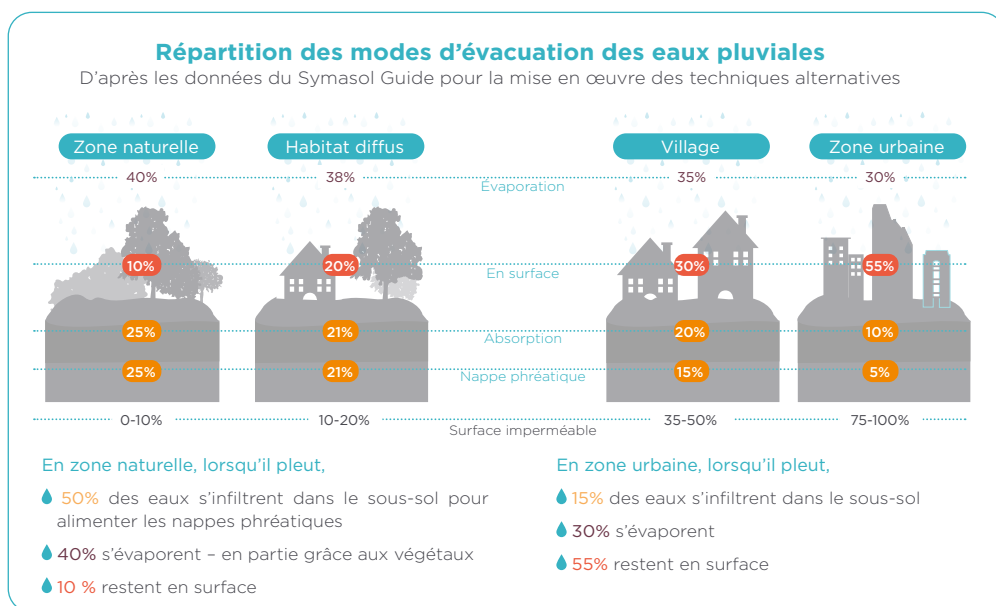 Répartition des modes d'évacuation des eaux pluviales
D'après les données du Symasol Guide pour la mise en œuvre des techniques alternatives
Zone naturelle Habitat diffus Village Zone urbaine
40% 38% 35% 30%
Évaporation
10% 20% En surface 30% 55%
25% 21% Absorption 20% 10%
25% 21% Nappe phréatique 15% 5%
0-10% 10-20% Surface imperméable 35-50% 75-100%
En zone naturelle, lorsqu'il pleut,
50% des eaux s'infiltrent dans le sous-sol pour
alimenter les nappes phréatiques
40% s'évaporent – en partie grâce aux végétaux
10 % restent en surface
En zone urbaine, lorsqu'il pleut,
15% des eaux s'infiltrent dans le sous-sol
30% s'évaporent
55% restent en surface